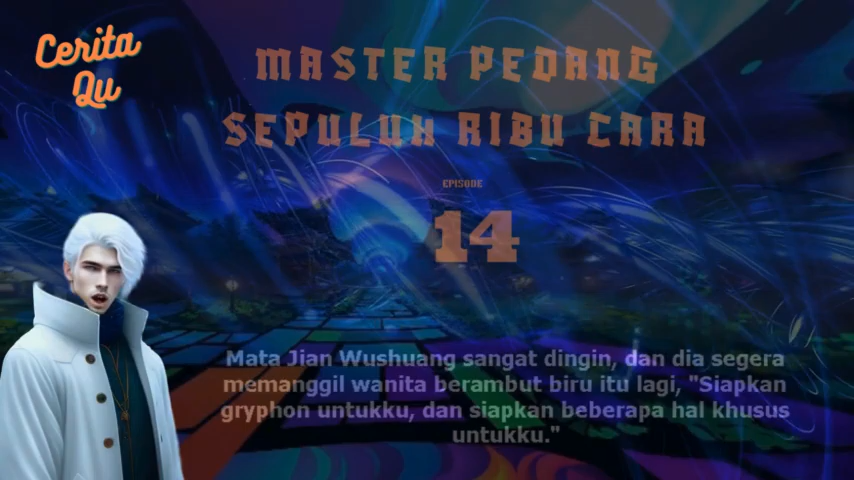 Cerita
Qu
MASTER PEDANG
SEPULUH RIBU CARA
EPISODE
14
Mata Jian Wushuang sangat dingin, dan dia segera
memanggil wanita berambut biru itu lagi, "Siapkan
gryphon untukku, dan siapkan beberapa hal khusus
untukku."